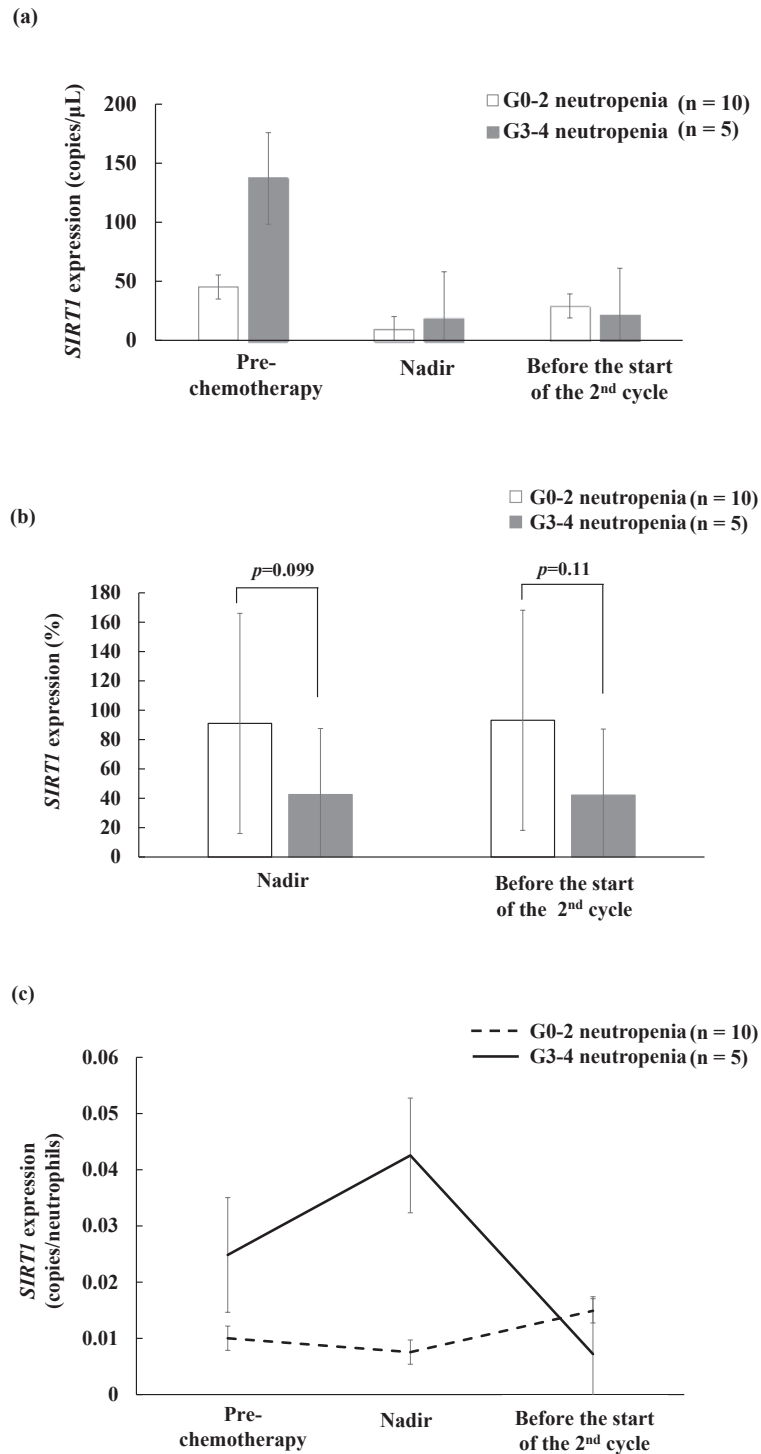 (a)
G0-2 neutropenia (n = 10)
G3-4 neutropenia (n = 5)
SIRT1 expression (copies/µL)
200
150
100
50
0
Pre-
chemotherapy
Nadir
Before the start
of the 2nd cycle
(b)
G0-2 neutropenia (n = 10)
G3-4 neutropenia (n = 5)
p=0.099
p=0.11
SIRT1 expression (%)
180
160
140
120
100
80
60
40
20
0
Nadir
Before the start
of the 2nd cycle
(c)
G0-2 neutropenia (n = 10)
G3-4 neutropenia (n = 5)
SIRT1 expression
(copies/neutrophils)
0.06
0.05
0.04
0.03
0.02
0.01
0
Pre-
chemotherapy
Nadir
Before the start
of the 2nd cycle